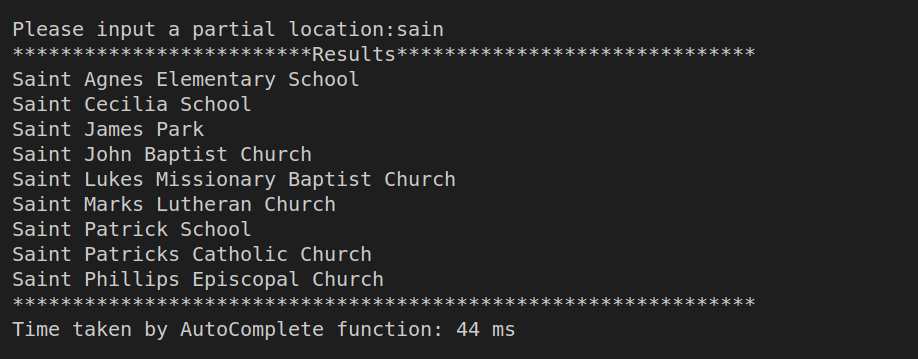 Please input a partial location:sain
*************************Results******************************
Saint Agnes Elementary School
Saint Cecilia School
Saint James Park
Saint John Baptist Church
Saint Lukes Missionary Baptist Church
Saint Marks Lutheran Church
Saint Patrick School
Saint Patricks Catholic Church
Saint Phillips Episcopal Church
**************************************************************
Time taken by AutoComplete function: 44 ms